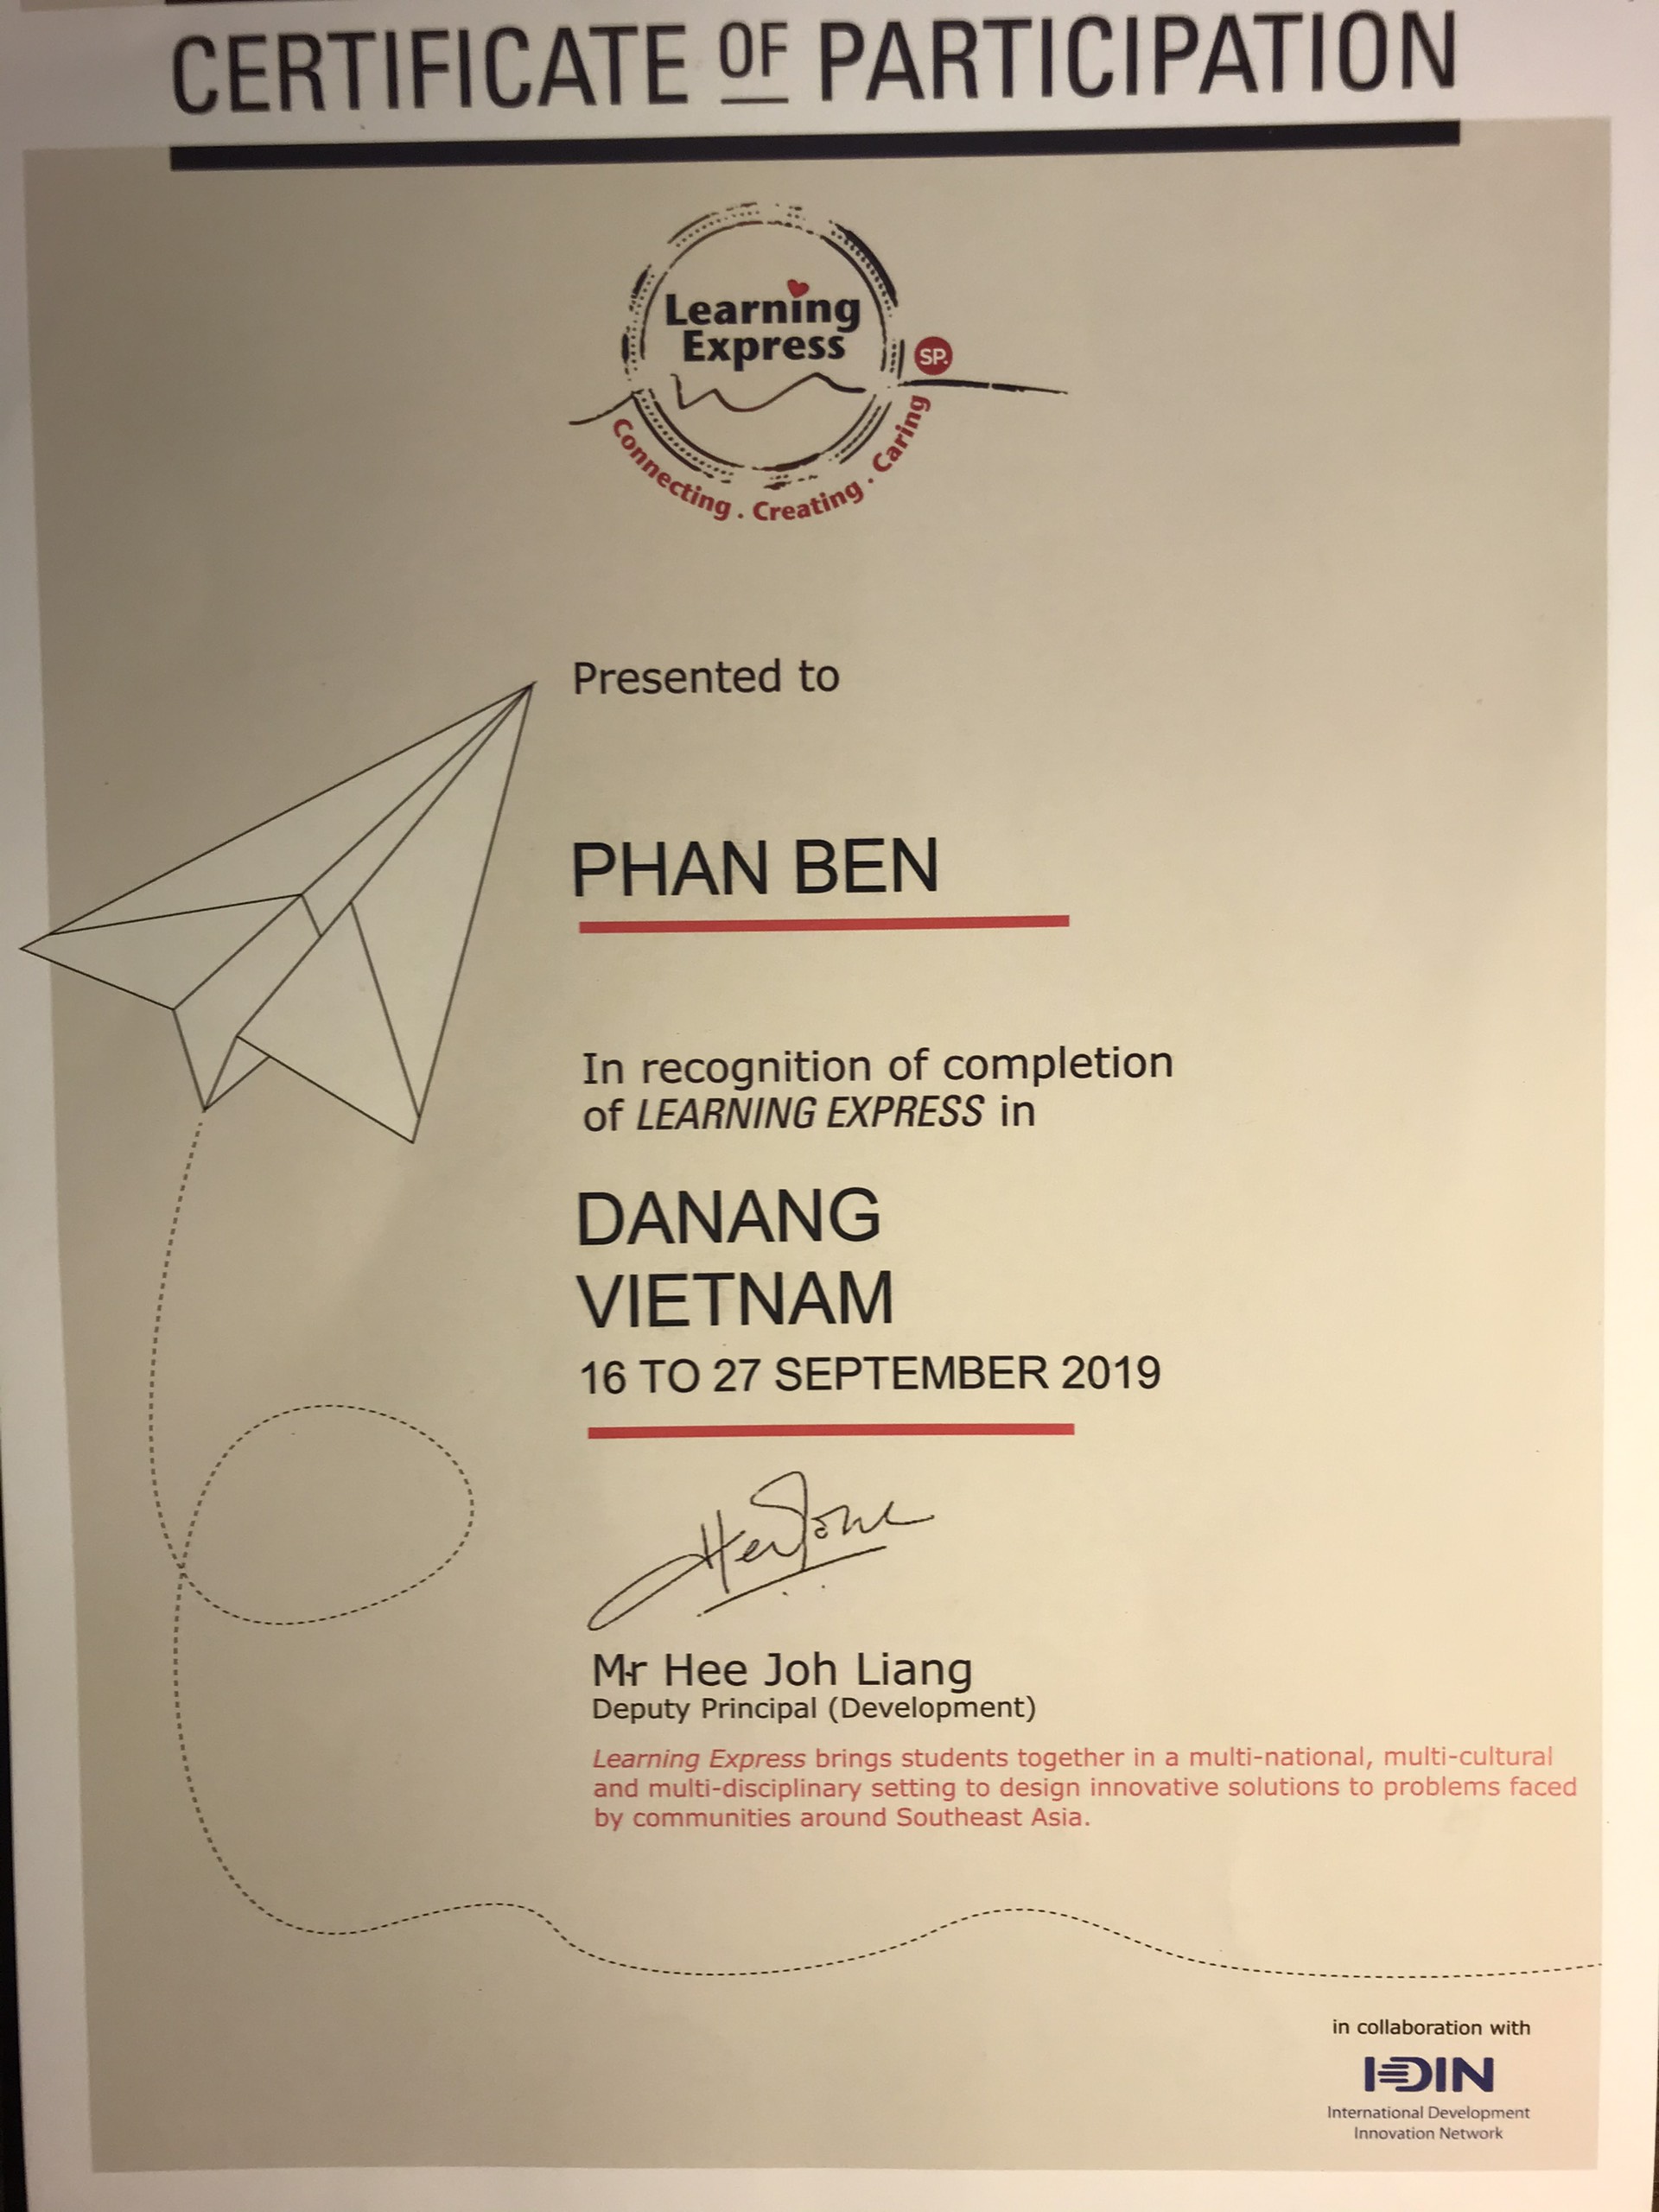 CERTIFICATE OF PARTICIPATION
Learning
Express
SP.
Connecting . Creating . Caring
Presented to
PHAN BEN
In recognition of completion
of LEARNING EXPRESS in
DANANG
VIETNAM
16 TO 27 SEPTEMBER 2019
Mr Hee Joh Liang
Deputy Principal (Development)
Learning Express brings students together in a multi-national, multi-cultural
and multi-disciplinary setting to design innovative solutions to problems faced
by communities around Southeast Asia.
in collaboration with
IDIN
International Development
Innovation Network